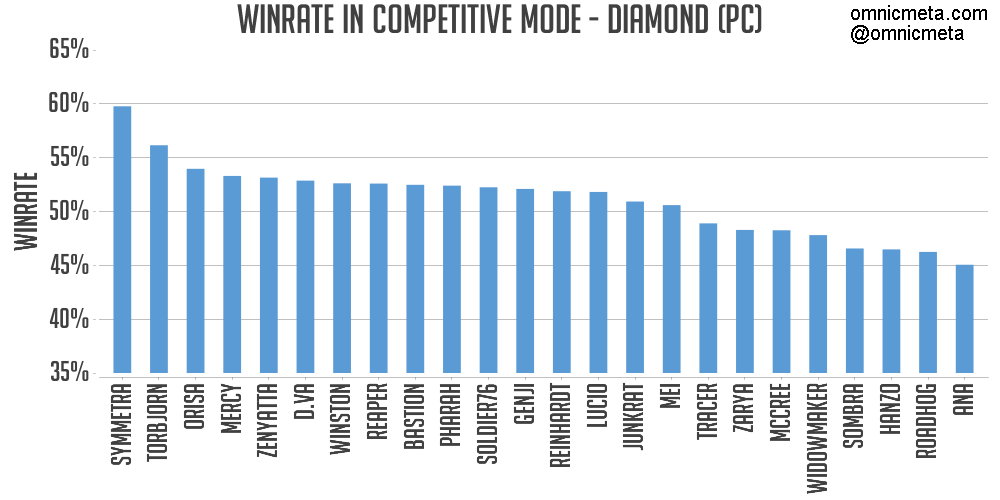 WINRATE IN COMPETITIVE MODE - DIAMOND (PC)
omnicmeta.com
@omnicmeta
65%
60%
55%
50%
45%
40%
35%
WINRATE
SYMMETRA
TORBJORN
ORISA
MERCY
ZENYATTA
D.VA
WINSTON
REAPER
BASTION
PHARAH
SOLDIER76
GENJI
REINHARDT
LUCIO
JUNKRAT
MEI
TRACER
ZARYA
MCCREE
WIDOWMAKER
SOMBRA
HANZO
ROADHOG
ANA